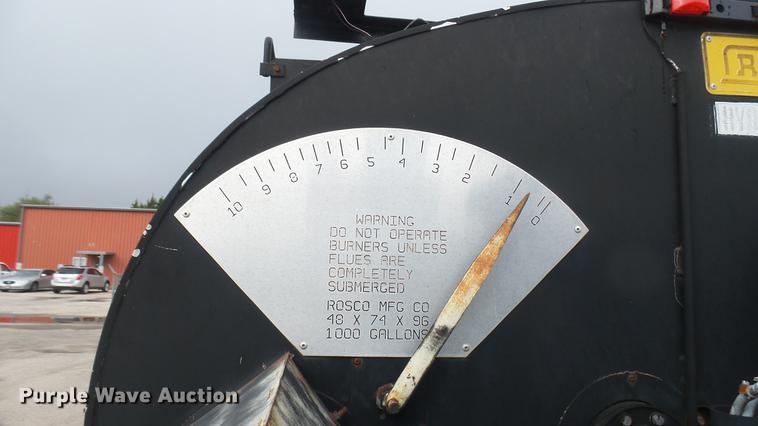 10 9 8 7 6 5 4 3 2 1 0
WARNING
DO NOT OPERATE
BURNERS UNLESS
FLUES ARE
COMPLETELY
SUBMERGED
ROSCO MFG CO
48 X 74 X 96
1000 GALLONS
R
Purple Wave Auction